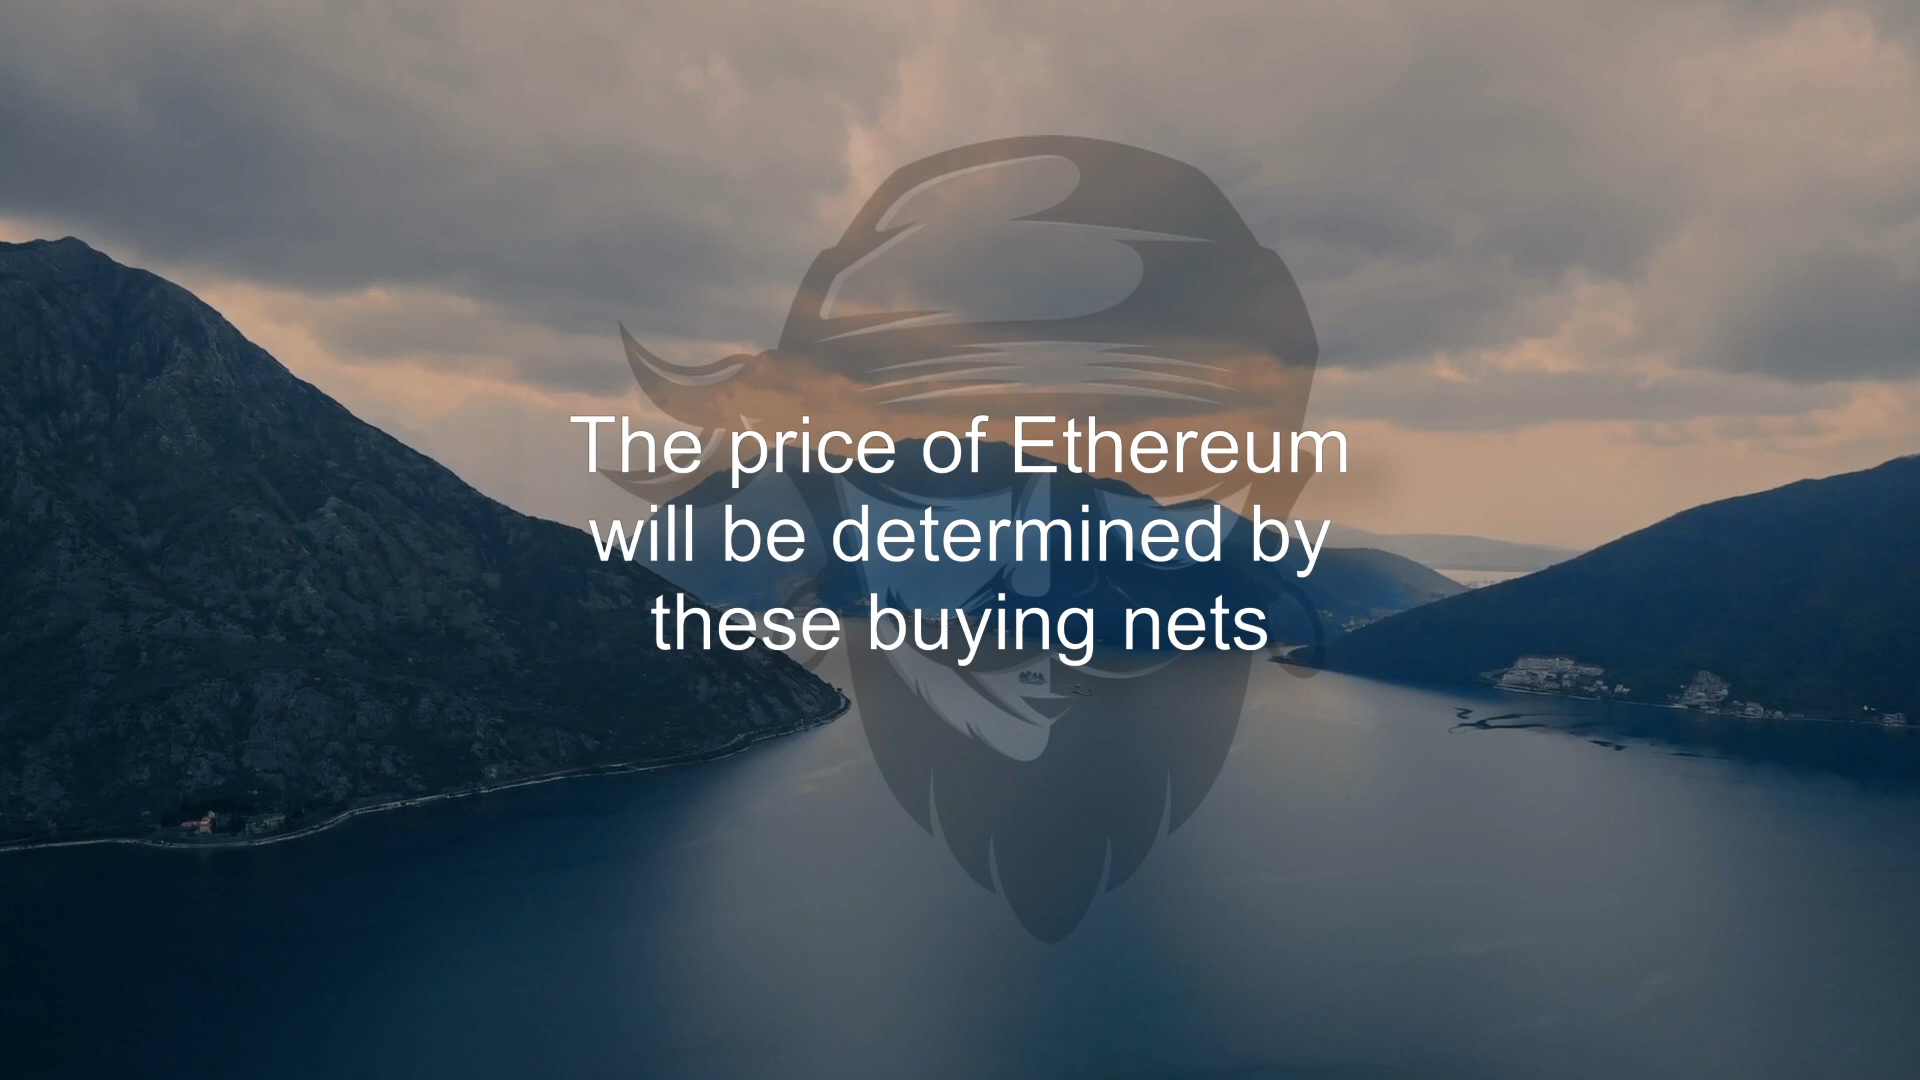 The price of Ethereum
will be determined by
these buying nets